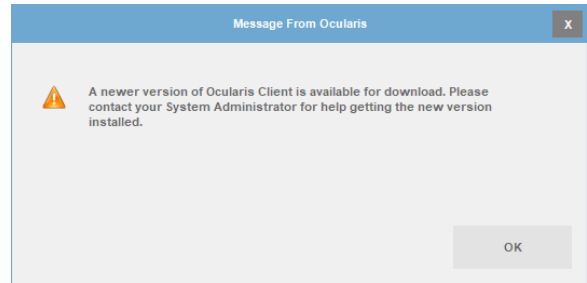 Message From Ocularis
X
A newer version of Ocularis Client is available for download. Please
contact your System Administrator for help getting the new version
installed.
OK